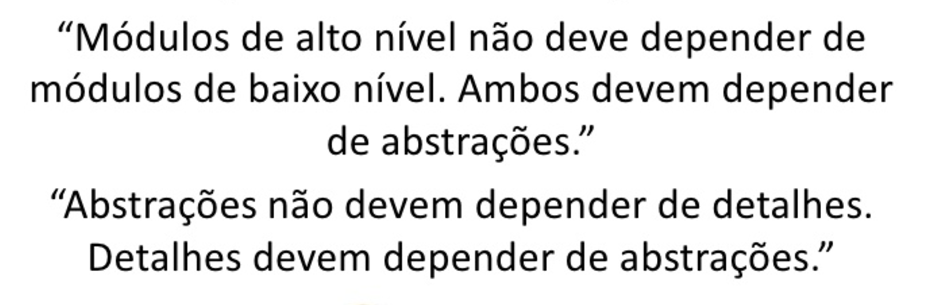 “Módulos de alto nível não deve depender de
módulos de baixo nível. Ambos devem depender
de abstrações.”
“Abstrações não devem depender de detalhes.
Detalhes devem depender de abstrações.”